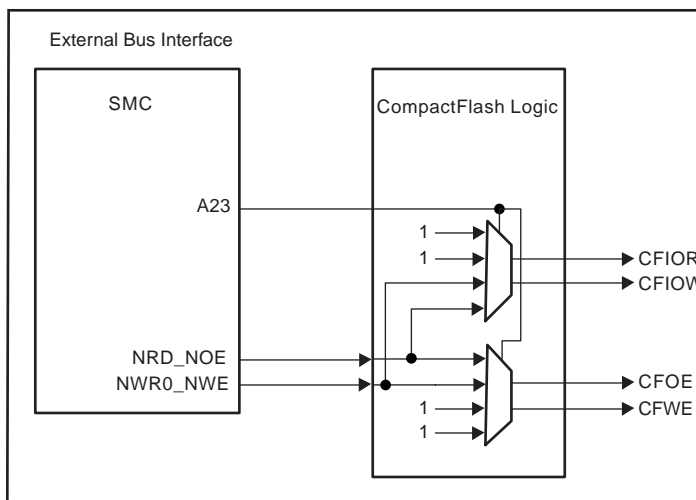 External Bus Interface
SMC
CompactFlash Logic
A23
1
1
CFIOR
CFIOW
NRD_NOE
NWR0_NWE
CFOE
CFWE
1
1